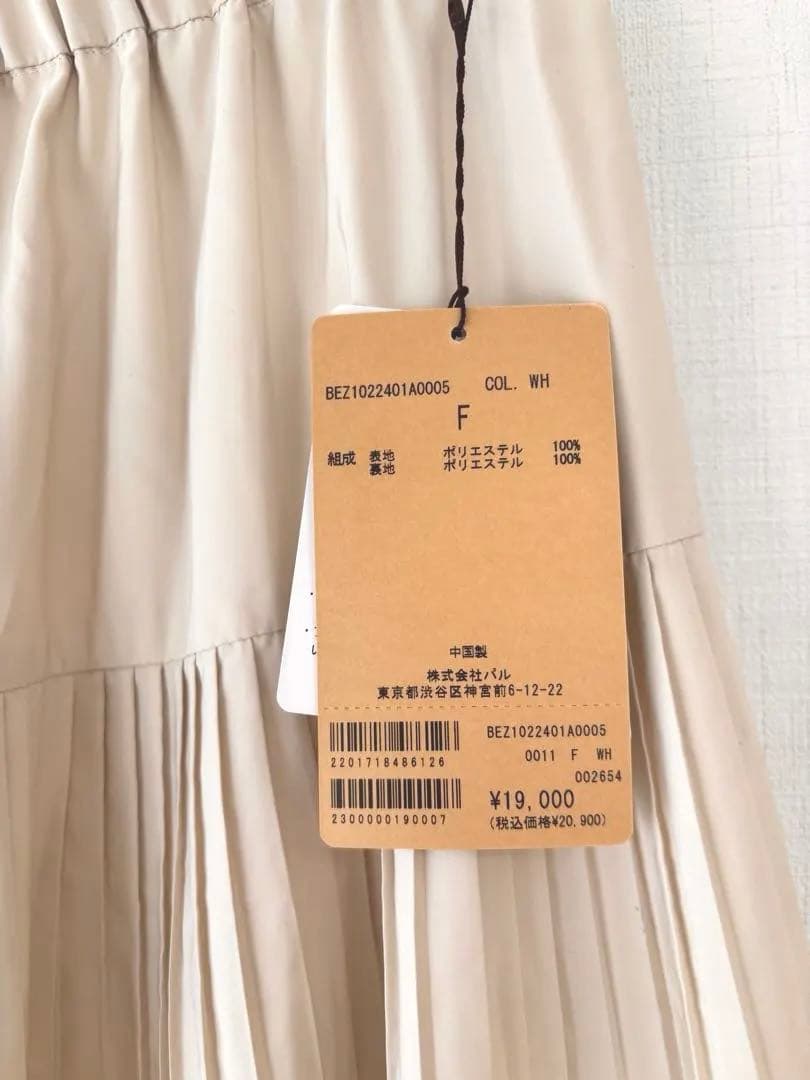 BEZ1022401A0005 COL. WH
F
組成 表地 ポリエステル 100%
裏地 ポリエステル 100%
中国製
株式会社パル
東京都渋谷区神宮前6-12-22
BEZ1022401A0005
2201718486126
0011 F WH
002654
2300000190007
¥19,000
(税込価格¥20,900)